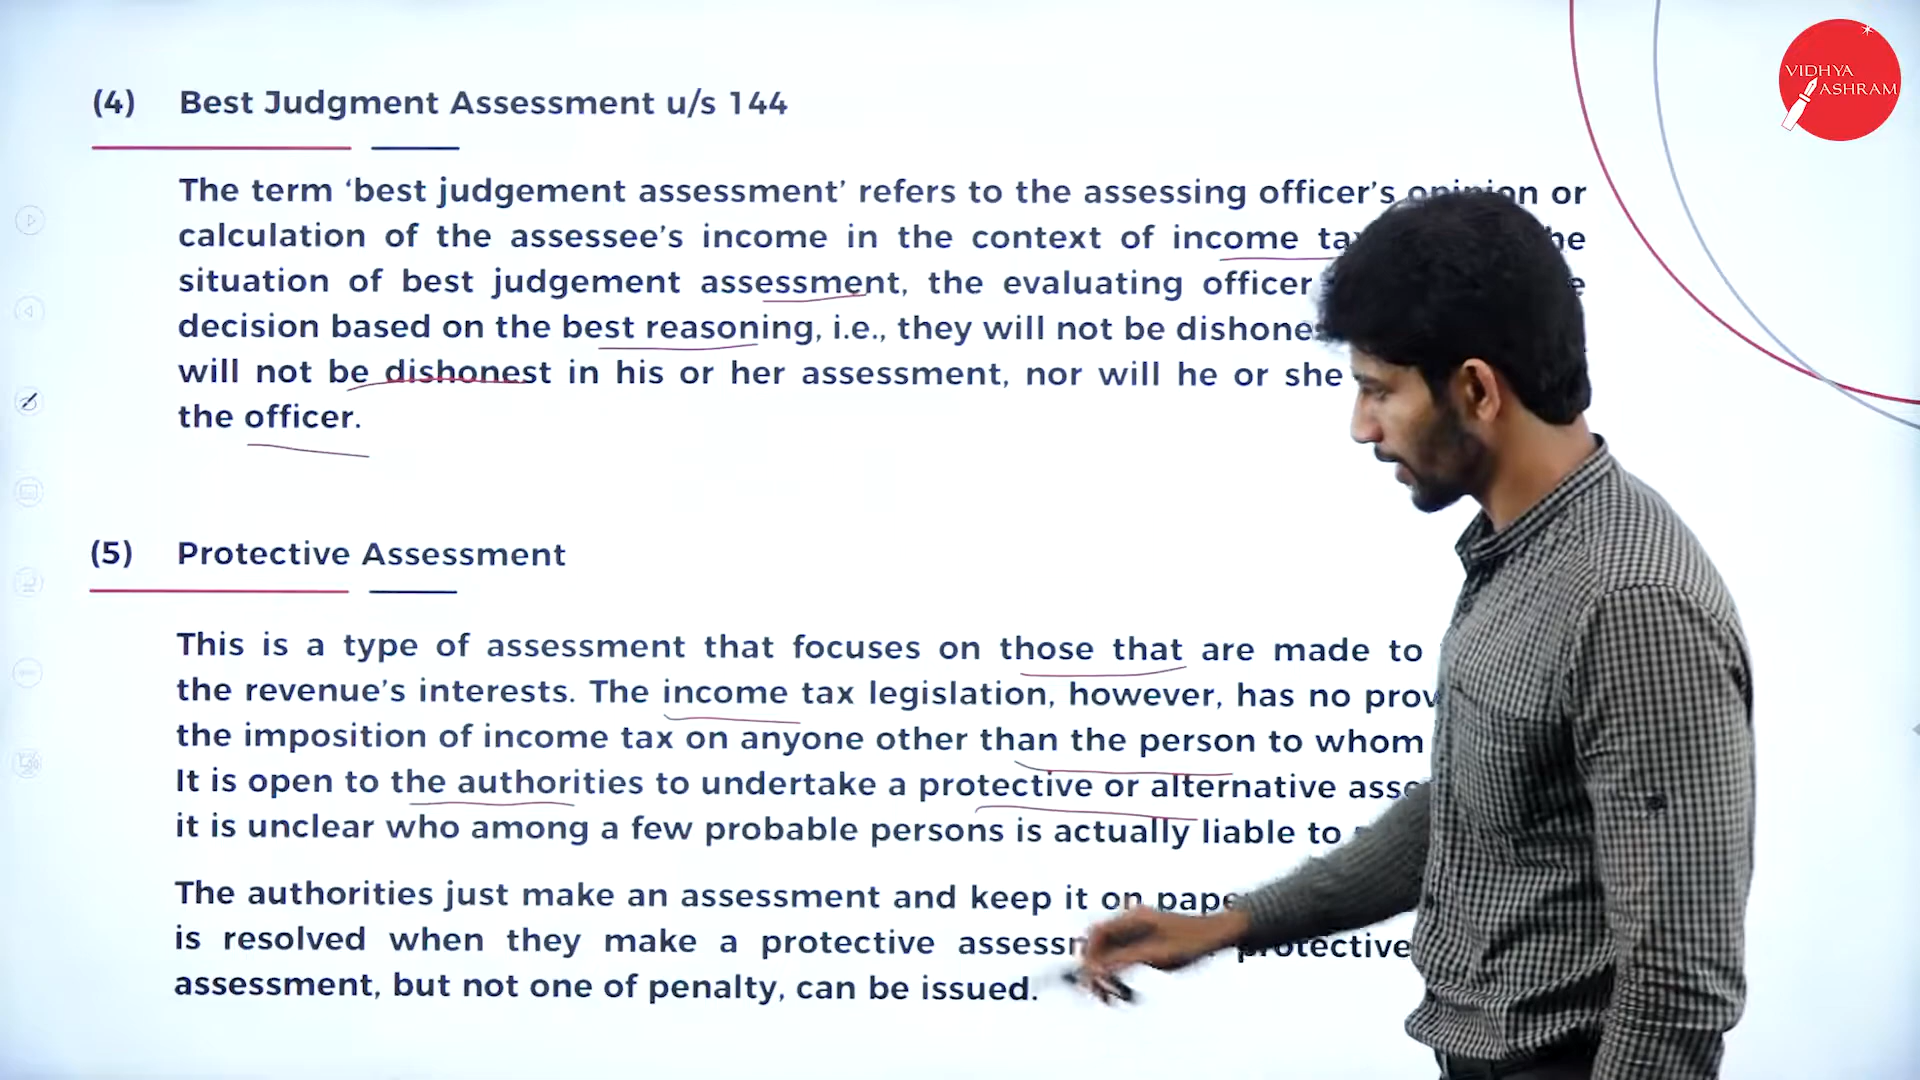 VIDHYA
ASHRAM
(4) Best Judgment Assessment u/s 144
The term ‘best judgement assessment’ refers to the assessing officer’s opinion or
calculation of the assessee’s income in the context of income
situation of best judgement assessment, the evaluating officer
decision based on the best reasoning, i.e., they will not be
will not be dishonest in his or her assessment, nor will he or she
the officer.
(5) Protective Assessment
This is a type of assessment that focuses on those that are made to
the revenue’s interests. The income tax legislation, however, has no
the imposition of income tax on anyone other than the person to whom
It is open to the authorities to undertake a protective or alternative
it is unclear who among a few probable persons is actually liable to
The authorities just make an assessment and keep it on
is resolved when they make a protective protective
assessment, but not one of penalty, can be issued.